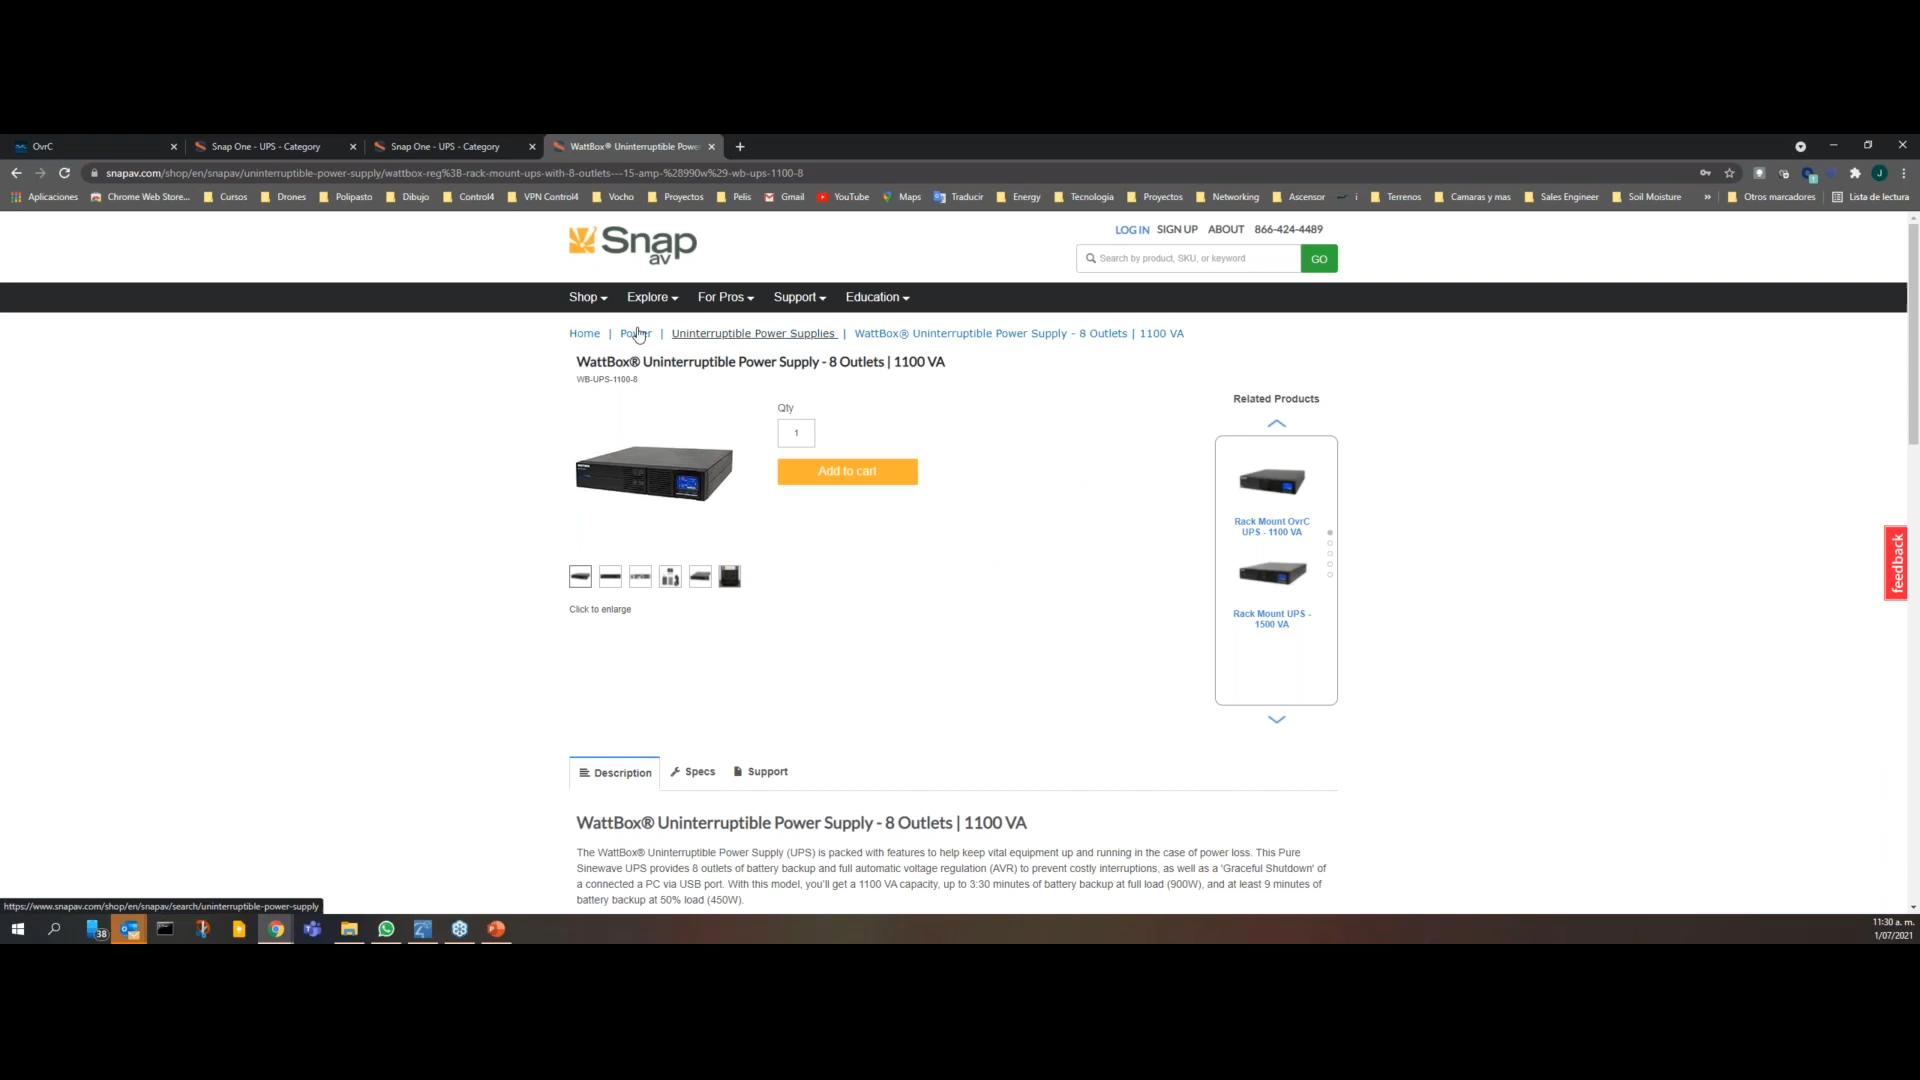 OvrC
Snap One - UPS - Category
Snap One - UPS - Category
WattBox® Uninterruptible Powe
snapav.com/shop/en/snapav/uninterruptible-power-supply/wattbox-reg%3B-rack-mount-ups-with-8-outlets---15-amp-%28990w%29-wb-ups-1100-8
Aplicaciones Chrome Web Store... Cursos Drones Polipasto Dibujo Control4 VPN Control4 Vocho Proyectos Pelis Gmail YouTube Maps Traducir Energy Tecnologia Proyectos Networking Ascensor i Terrenos Camaras y mas Sales Engineer Soil Moisture » Otros marcadores Lista de lectura
Snap av
LOG IN SIGN UP ABOUT 866-424-4489
Search by product, SKU, or keyword GO
Shop Explore For Pros Support Education
Home | Power | Uninterruptible Power Supplies | WattBox® Uninterruptible Power Supply - 8 Outlets | 1100 VA
WattBox® Uninterruptible Power Supply - 8 Outlets | 1100 VA
WB-UPS-1100-8
Qty
1
Add to cart
Click to enlarge
Related Products
Rack Mount OvrC
UPS - 1100 VA
Rack Mount UPS -
1500 VA
feedback
Description Specs Support
WattBox® Uninterruptible Power Supply - 8 Outlets | 1100 VA
The WattBox® Uninterruptible Power Supply (UPS) is packed with features to help keep vital equipment up and running in the case of power loss. This Pure
Sinewave UPS provides 8 outlets of battery backup and full automatic voltage regulation (AVR) to prevent costly interruptions, as well as a 'Graceful Shutdown' of
a connected a PC via USB port. With this model, you'll get a 1100 VA capacity, up to 3:30 minutes of battery backup at full load (900W), and at least 9 minutes of
battery backup at 50% load (450W).
https://www.snapav.com/shop/en/snapav/search/uninterruptible-power-supply
38
11:30 a. m.
1/07/2021